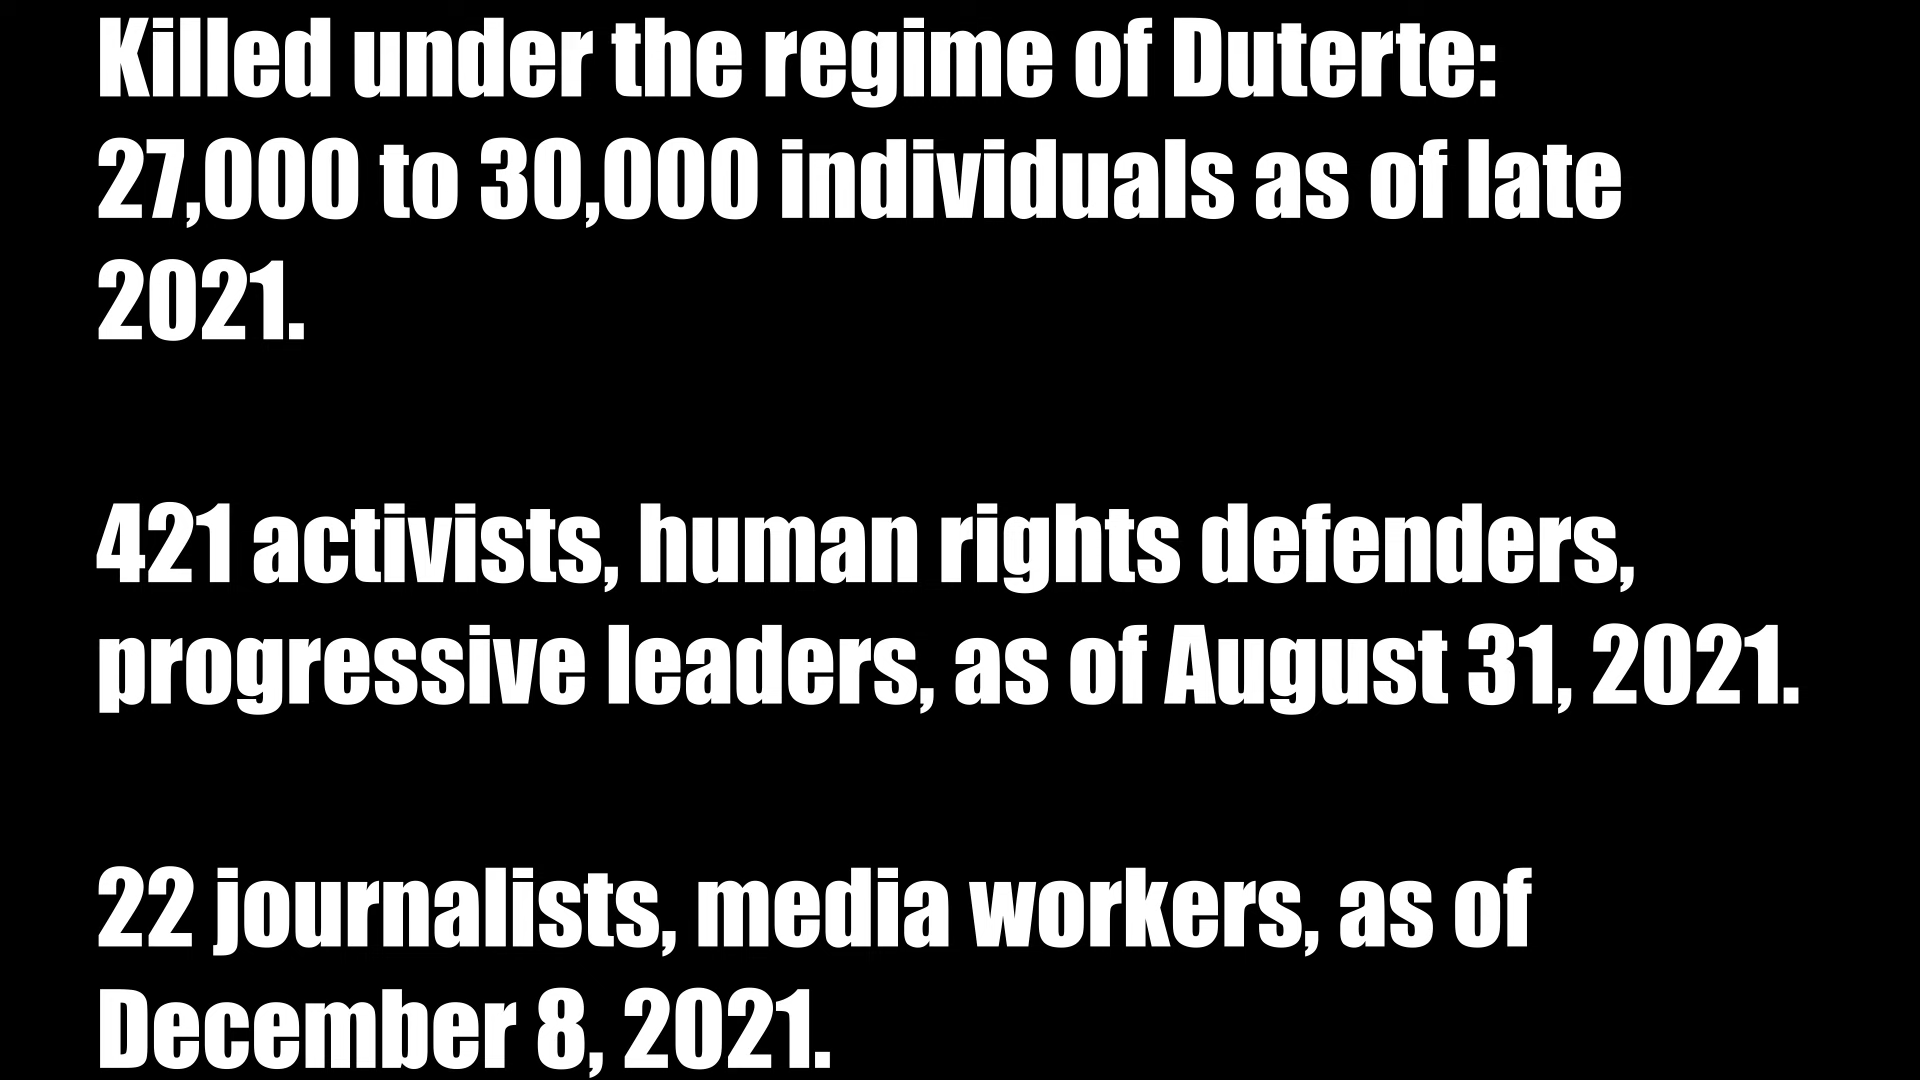 Killed under the regime of Duterte:
27,000 to 30,000 individuals as of late
2021.
421 activists, human rights defenders,
progressive leaders, as of August 31, 2021.
22 journalists, media workers, as of
December 8, 2021.